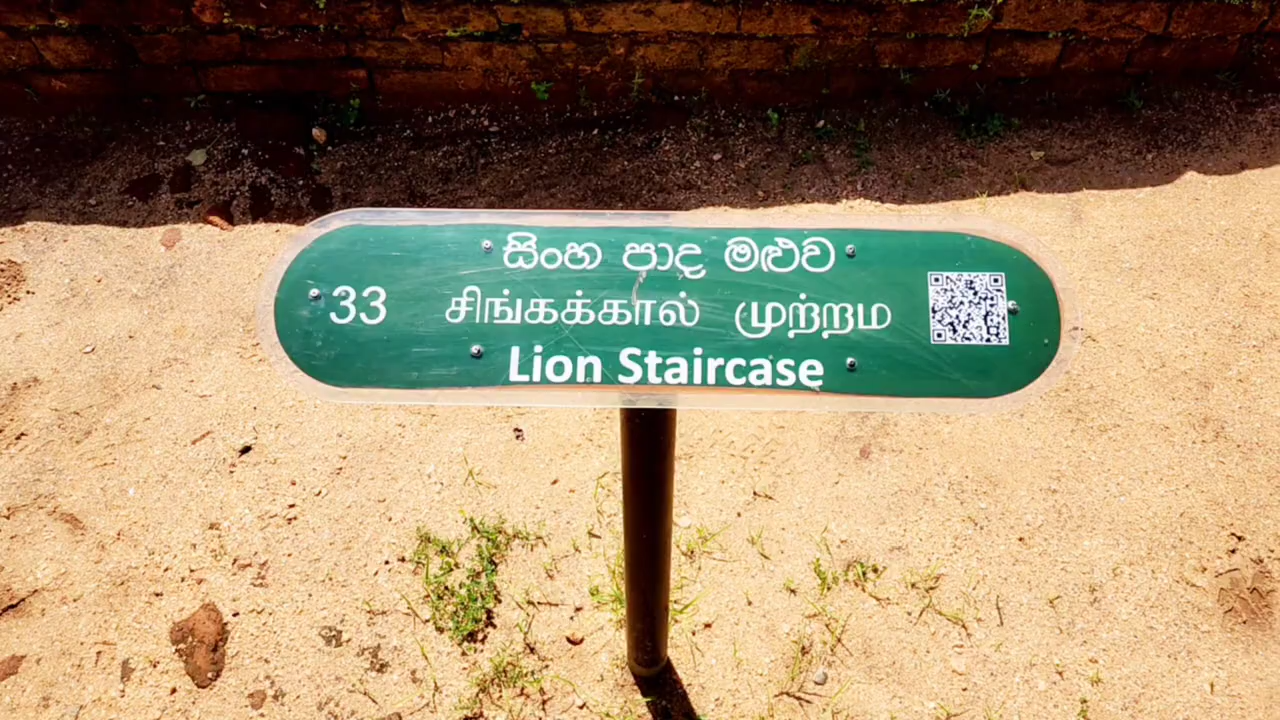 සිංහ පාද මළුව
33 சிங்கக்கால் முற்றம
Lion Staircase